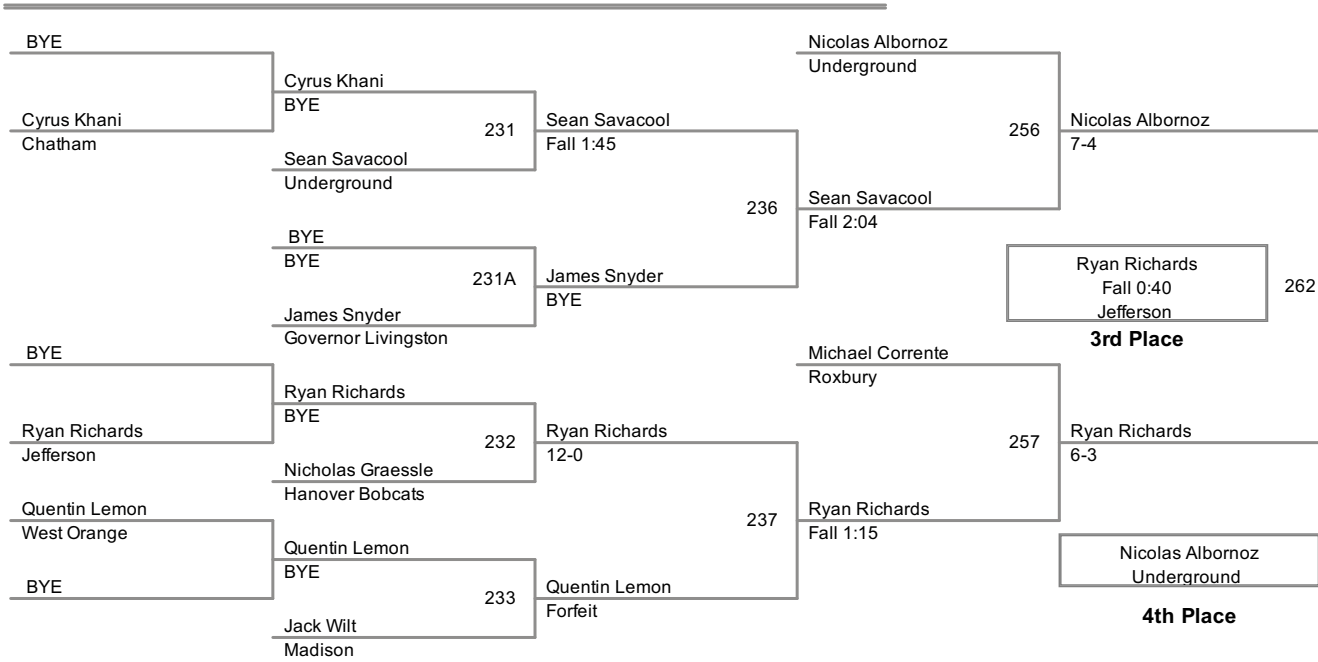 BYE
Nicolas Albornoz
Underground
Cyrus Khani
BYE
Cyrus Khani
Chatham
231
Sean Savacool
Fall 1:45
256
Nicolas Albornoz
7-4
Sean Savacool
Underground
236
Sean Savacool
Fall 2:04
BYE
BYE
231A
James Snyder
BYE
Ryan Richards
Fall 0:40
Jefferson
262
3rd Place
James Snyder
Governor Livingston
BYE
Michael Corrente
Roxbury
Ryan Richards
BYE
Ryan Richards
Jefferson
232
Ryan Richards
12-0
257
Ryan Richards
6-3
Nicholas Graessle
Hanover Bobcats
Quentin Lemon
West Orange
237
Ryan Richards
Fall 1:15
Quentin Lemon
BYE
Nicolas Albornoz
Underground
4th Place
BYE
233
Quentin Lemon
Forfeit
Jack Wilt
Madison